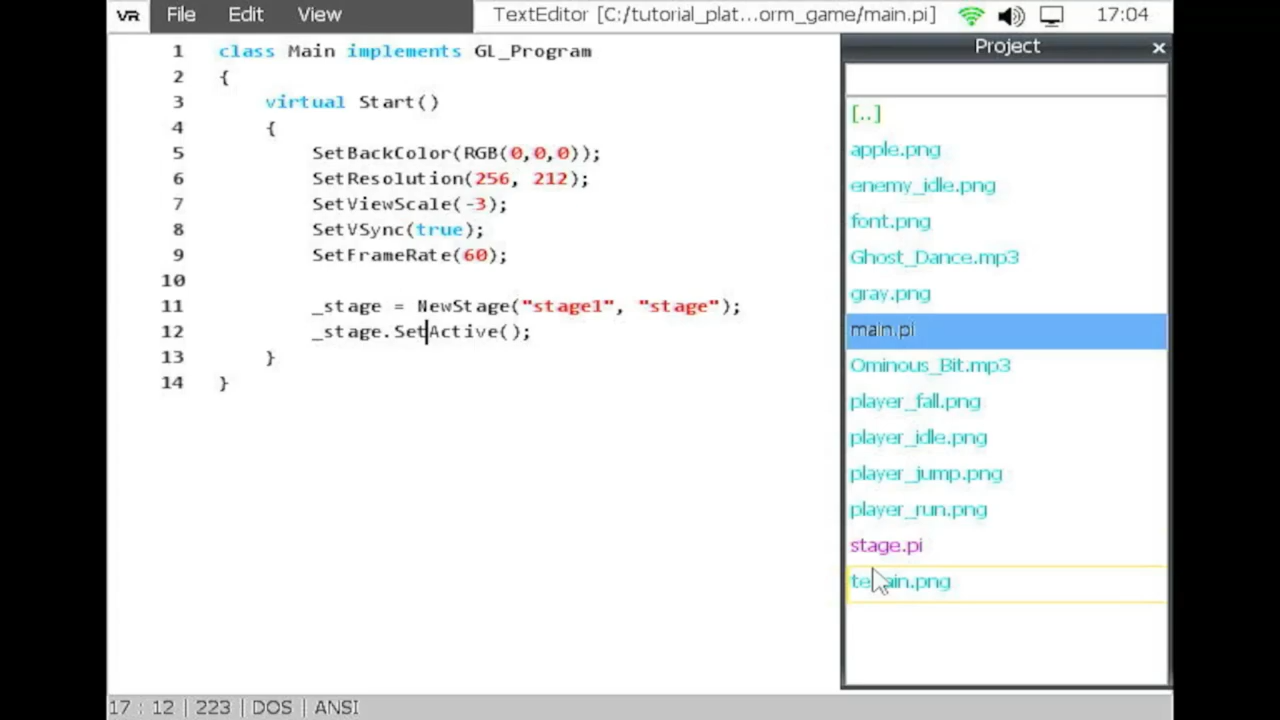 VR File Edit View TextEditor [C:/tutorial_plat...orm_game/main.pi] 17:04
1 class Main implements GL_Program
2 {
3 virtual Start()
4 {
5 SetBackColor(RGB(0,0,0));
6 SetResolution(256, 212);
7 SetViewScale(-3);
8 SetVSync(true);
9 SetFrameRate(60);
10
11 _stage = NewStage("stage1", "stage");
12 _stage.SetActive();
13 }
14 }
Project
[..]
apple.png
enemy_idle.png
font.png
Ghost_Dance.mp3
gray.png
main.pi
Ominous_Bit.mp3
player_fall.png
player_idle.png
player_jump.png
player_run.png
stage.pi
terrain.png
17 : 12 | 223 | DOS | ANSI